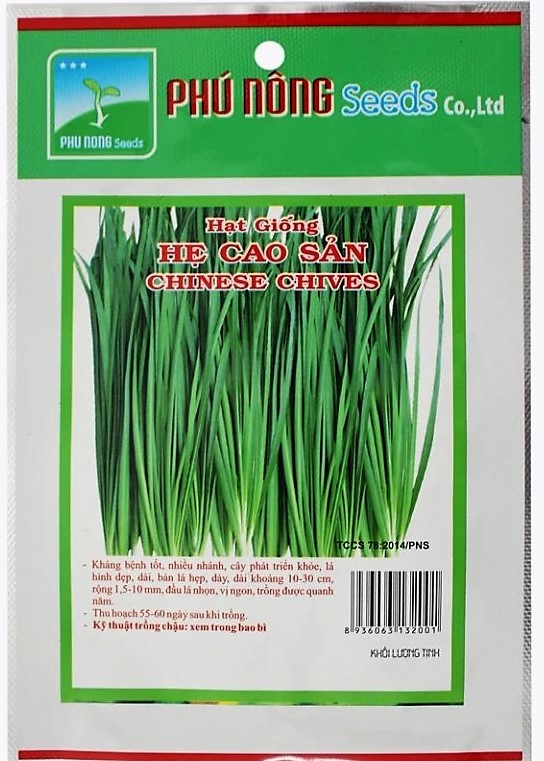 PHÚ NÔNG Seeds Co.,Ltd
PHU NONG Seeds
Hạt Giống
HẸ CAO SẢN
CHINESE CHIVES
TCCS 78:2014/PNS
- Kháng bệnh tốt, nhiều nhánh, cây phát triển khỏe, lá
hình dẹp, dài, bản lá hẹp, dày, dài khoảng 10-30 cm,
rộng 1,5-10 mm, đầu lá nhọn, vị ngon, trồng được quanh
năm.
- Thu hoạch 55-60 ngày sau khi trồng.
- Kỹ thuật trồng chậu: xem trong bao bì
8 936063 132001
KHỐI LƯỢNG TỊNH